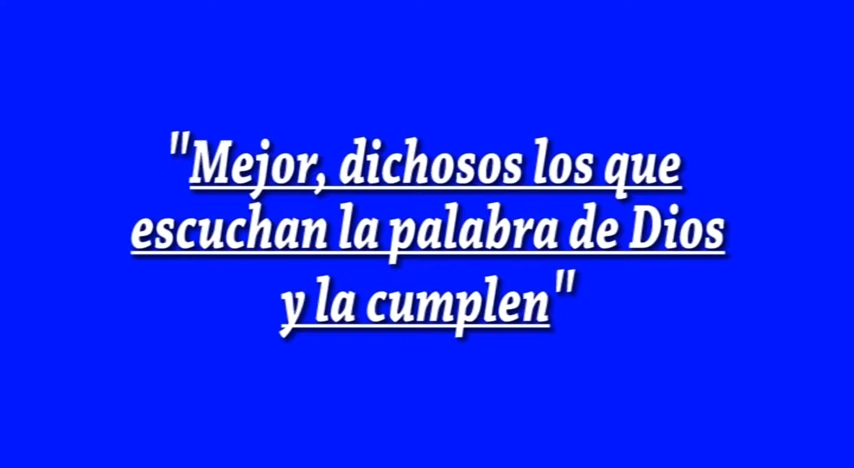 "Mejor, dichosos los que
escuchan la palabra de Dios
y la cumplen"